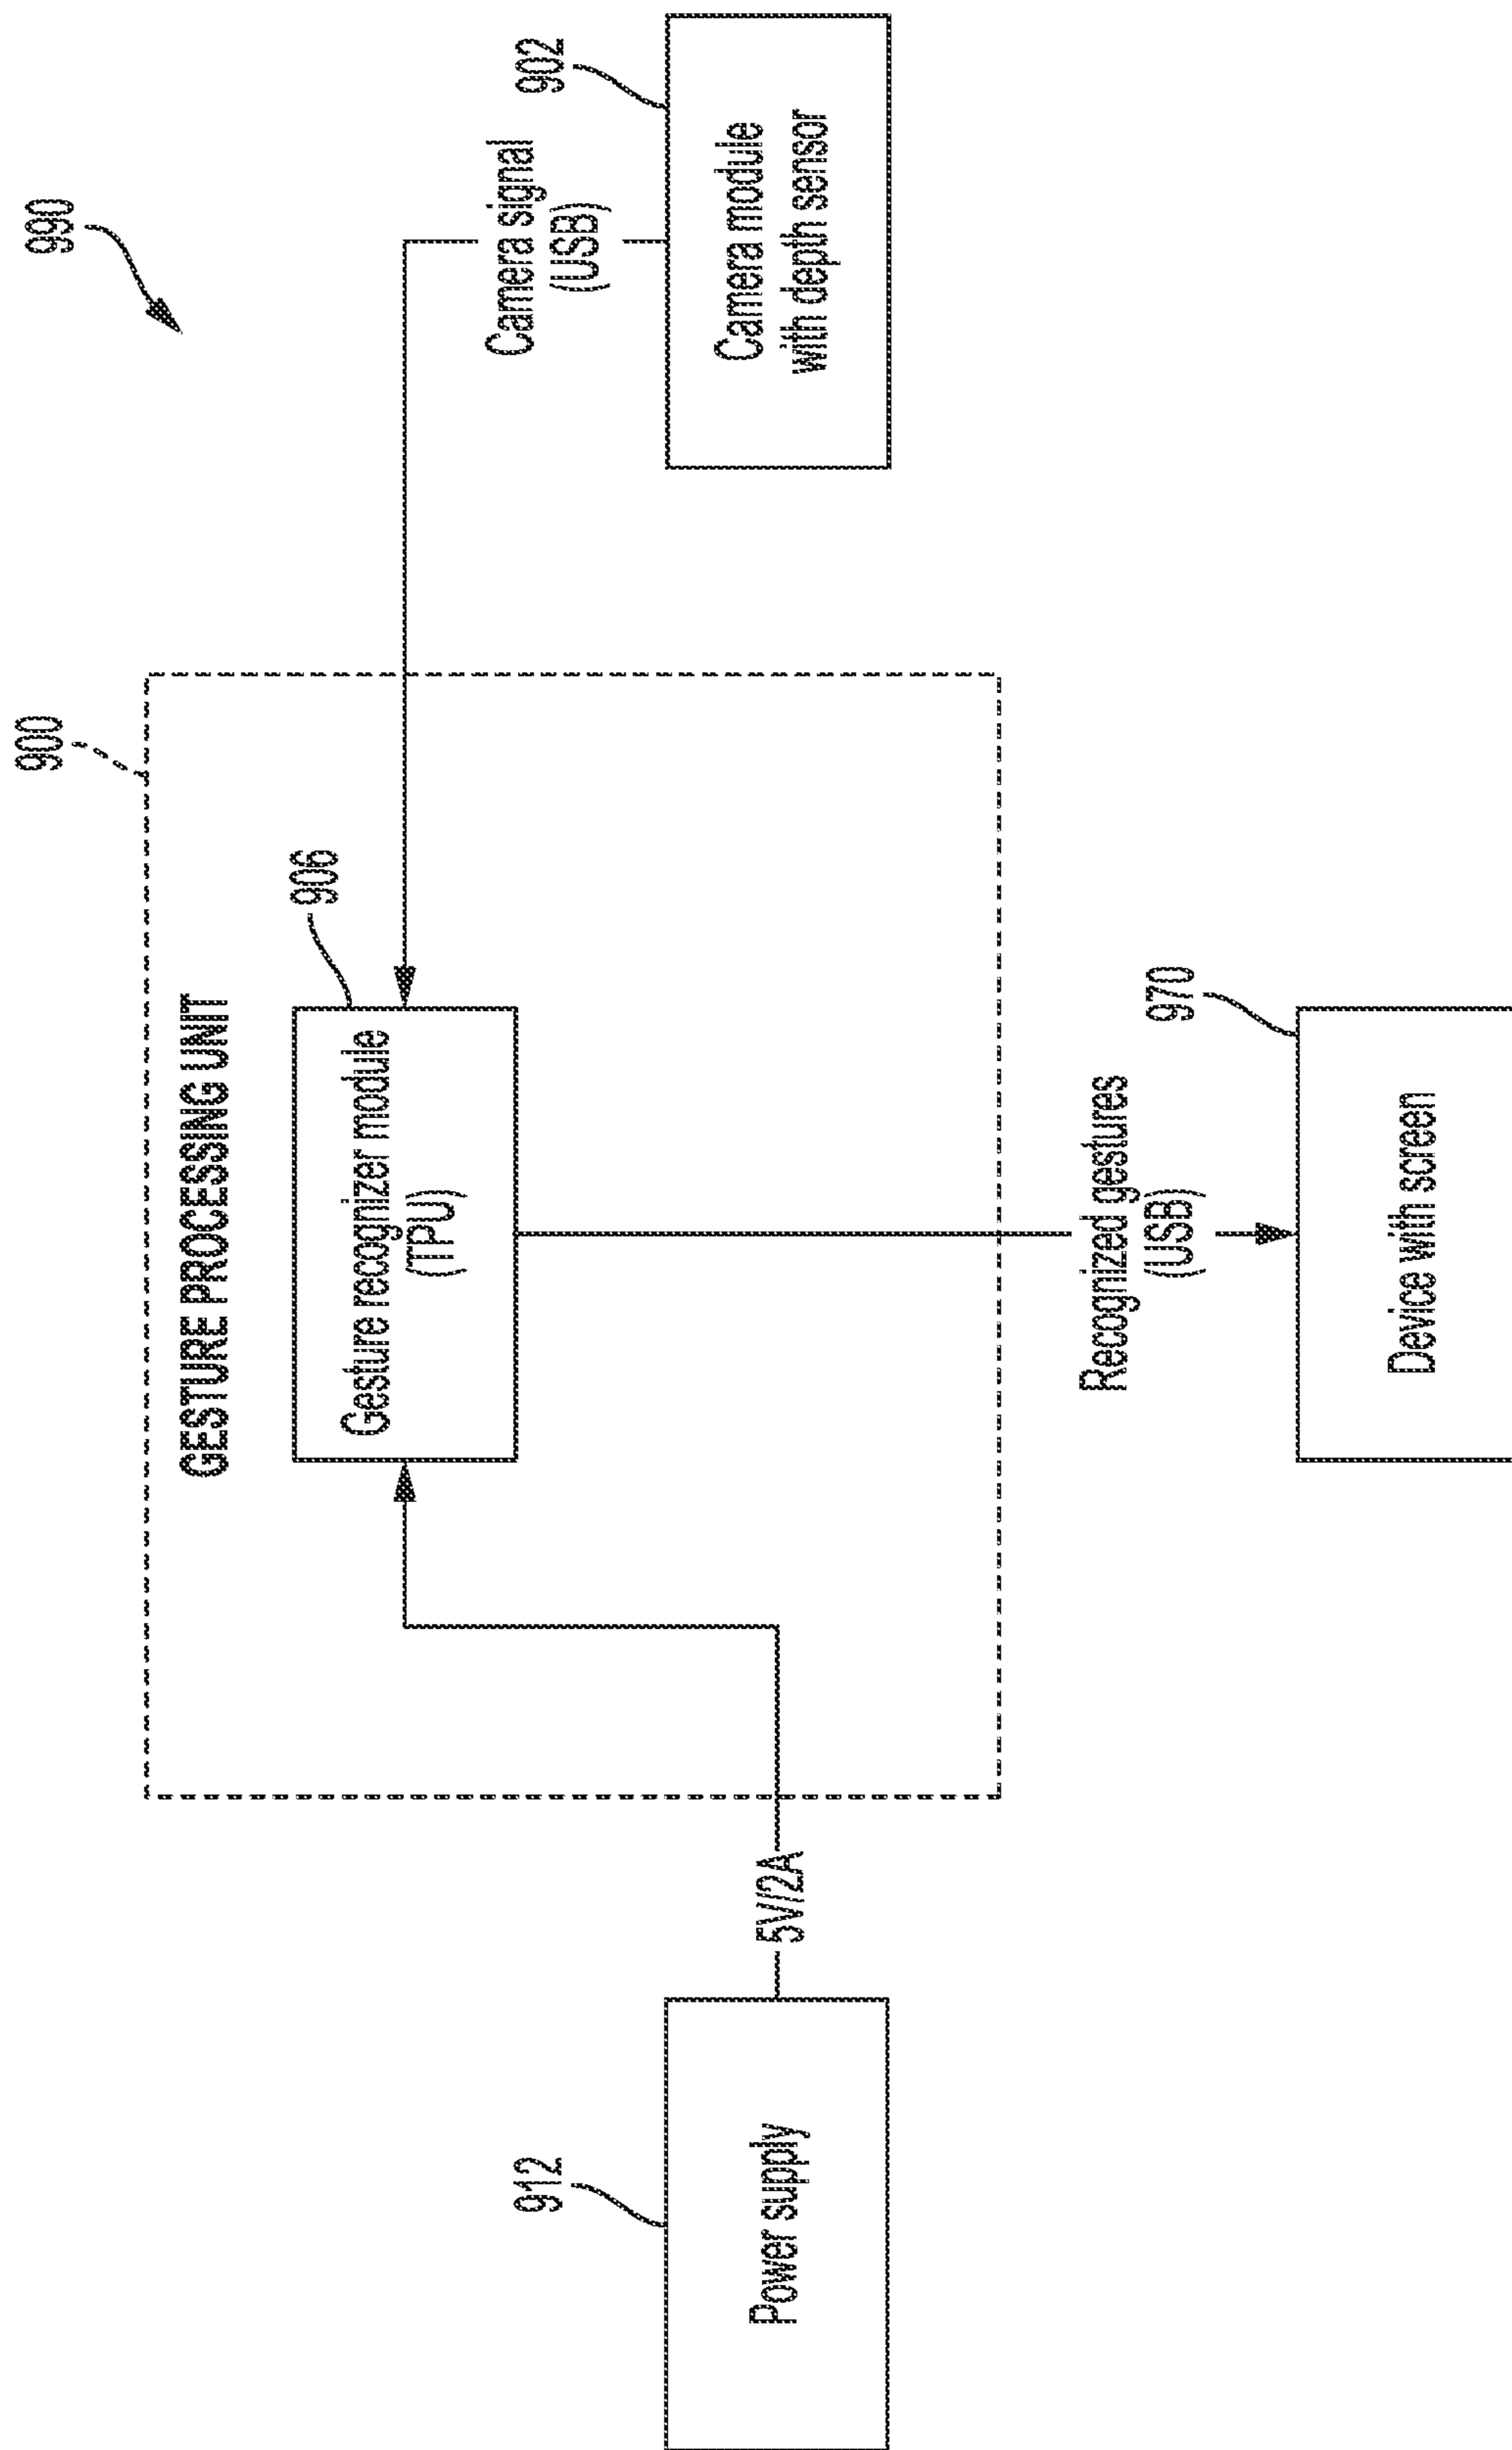 990
900
GESTURE PROCESSING UNIT
906
Gesture recognizer module
(TPU)
902
Camera signal
(USB)
Camera module
with depth sensor
912
Power supply
5V/2A
Recognized gestures
(USB)
970
Device with screen